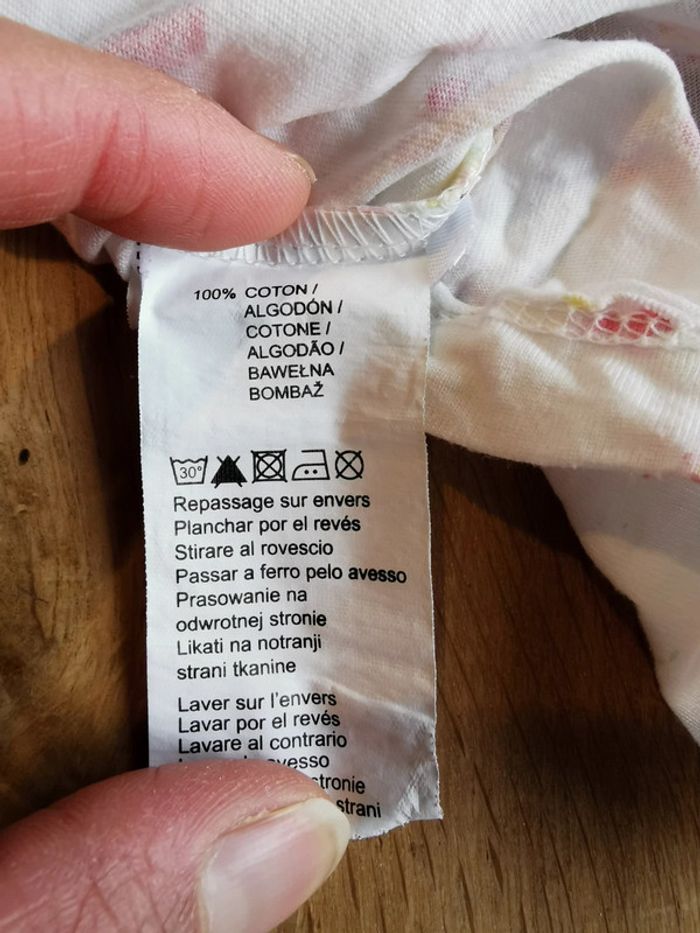 100% COTON /
ALGODÓN /
COTONE /
ALGODÃO /
BAWEŁNA
BOMBAŽ
30°
Repassage sur envers
Planchar por el revés
Stirare al rovescio
Passar a ferro pelo avesso
Prasowanie na
odwrotnej stronie
Likati na notranji
strani tkanine
Laver sur l'envers
Lavar por el revés
Lavare al contrario
avesso
stronie
strani